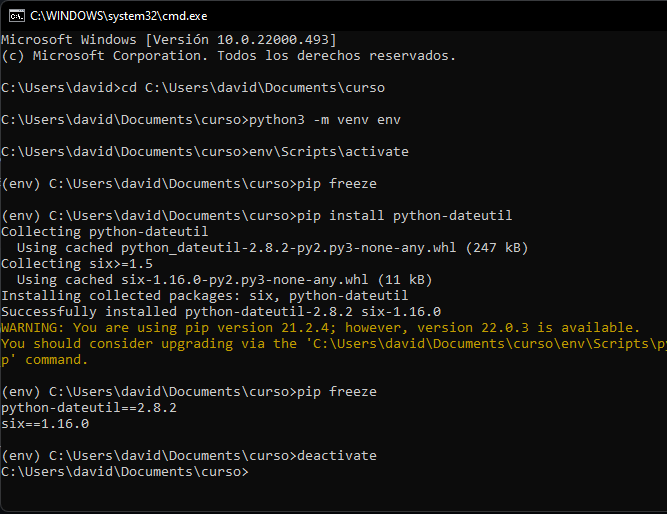 C:\WINDOWS\system32\cmd.exe
Microsoft Windows [Versión 10.0.22000.493]
(c) Microsoft Corporation. Todos los derechos reservados.
C:\Users\david>cd C:\Users\david\Documents\curso
C:\Users\david\Documents\curso>python3 -m venv env
C:\Users\david\Documents\curso>env\Scripts\activate
(env) C:\Users\david\Documents\curso>pip freeze
(env) C:\Users\david\Documents\curso>pip install python-dateutil
Collecting python-dateutil
  Using cached python_dateutil-2.8.2-py2.py3-none-any.whl (247 kB)
Collecting six>=1.5
  Using cached six-1.16.0-py2.py3-none-any.whl (11 kB)
Installing collected packages: six, python-dateutil
Successfully installed python-dateutil-2.8.2 six-1.16.0
WARNING: You are using pip version 21.2.4; however, version 22.0.3 is available.
You should consider upgrading via the 'C:\Users\david\Documents\curso\env\Scripts\py
p' command.
(env) C:\Users\david\Documents\curso>pip freeze
python-dateutil==2.8.2
six==1.16.0
(env) C:\Users\david\Documents\curso>deactivate
C:\Users\david\Documents\curso>